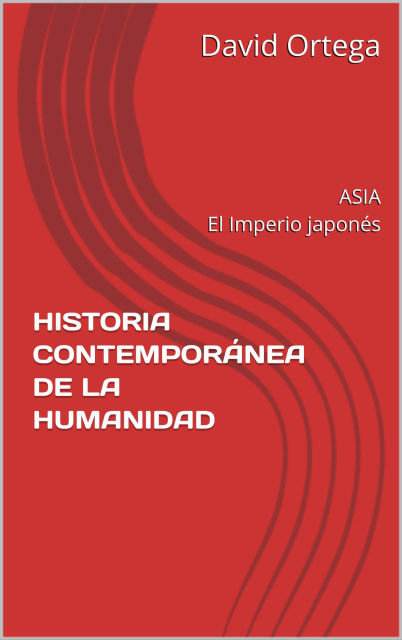 David Ortega
ASIA
El Imperio japonés
HISTORIA
CONTEMPORÁNEA
DE LA
HUMANIDAD